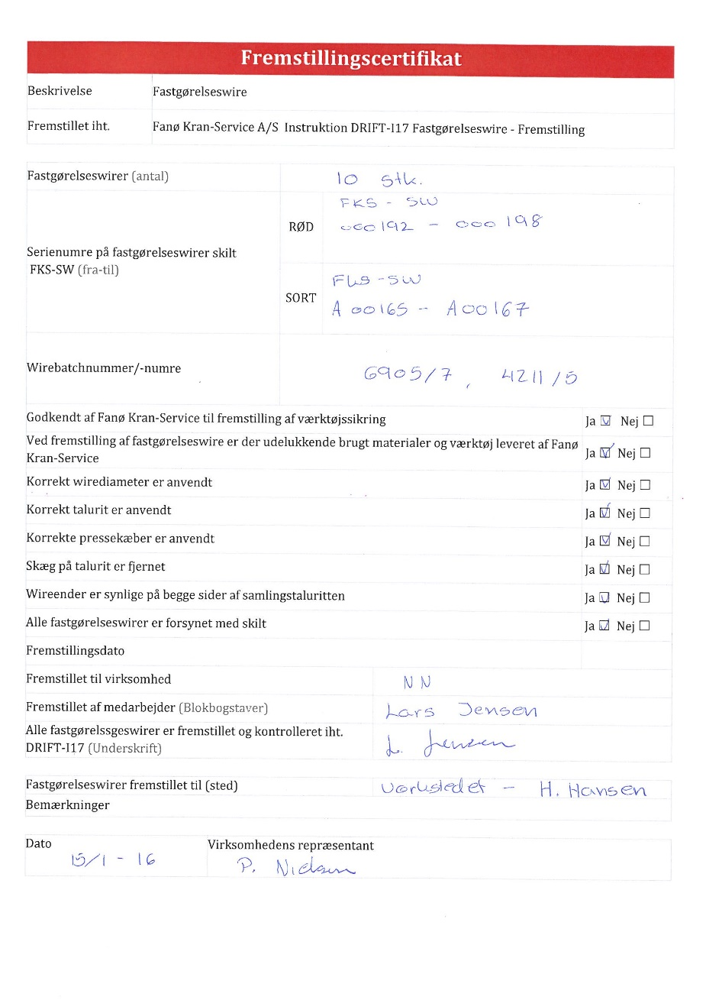 Fremstillingscertifikat
Beskrivelse Fastgørelseswire
Fremstillet iht. Fanø Kran-Service A/S Instruktion DRIFT-I17 Fastgørelseswire - Fremstilling
Fastgørelseswirer (antal) 10 stk.
Serienumre på fastgørelseswirer skilt
FKS-SW (fra-til)
RØD
FKS - SW
000192 - 000198
SORT
FKS - SW
A 00165 - A00167
Wirebatchnummer/-numre 6905/7, 4211/5
Godkendt af Fanø Kran-Service til fremstilling af værktøjssikring Ja ☑ Nej ☐
Ved fremstilling af fastgørelseswire er der udelukkende brugt materialer og værktøj leveret af Fanø
Kran-Service Ja ☑ Nej ☐
Korrekt wirediameter er anvendt Ja ☑ Nej ☐
Korrekt talurit er anvendt Ja ☑ Nej ☐
Korrekte pressekæber er anvendt Ja ☑ Nej ☐
Skæg på talurit er fjernet Ja ☑ Nej ☐
Wireender er synlige på begge sider af samlingstaluritten Ja ☑ Nej ☐
Alle fastgørelseswirer er forsynet med skilt Ja ☑ Nej ☐
Fremstillingsdato
Fremstillet til virksomhed NN
Fremstillet af medarbejder (Blokbogstaver) Lars Jensen
Alle fastgørelssgeswirer er fremstillet og kontrolleret iht.
DRIFT-I17 (Underskrift) L. Jensen
Fastgørelseswirer fremstillet til (sted) Værkstedet - H. Hansen
Bemærkninger
Dato Virksomhedens repræsentant
15/1 - 16 P. Nielsen